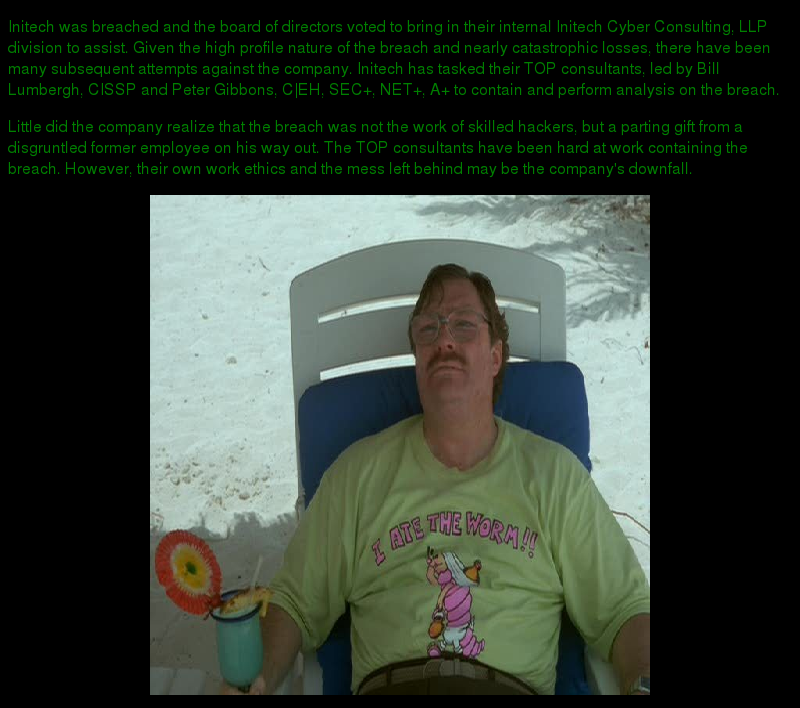 Initech was breached and the board of directors voted to bring in their internal Initech Cyber Consulting, LLP
division to assist. Given the high profile nature of the breach and nearly catastrophic losses, there have been
many subsequent attempts against the company. Initech has tasked their TOP consultants, led by Bill
Lumbergh, CISSP and Peter Gibbons, C|EH, SEC+, NET+, A+ to contain and perform analysis on the breach.
Little did the company realize that the breach was not the work of skilled hackers, but a parting gift from a
disgruntled former employee on his way out. The TOP consultants have been hard at work containing the
breach. However, their own work ethics and the mess left behind may be the company's downfall.
I ATE THE WORM!!